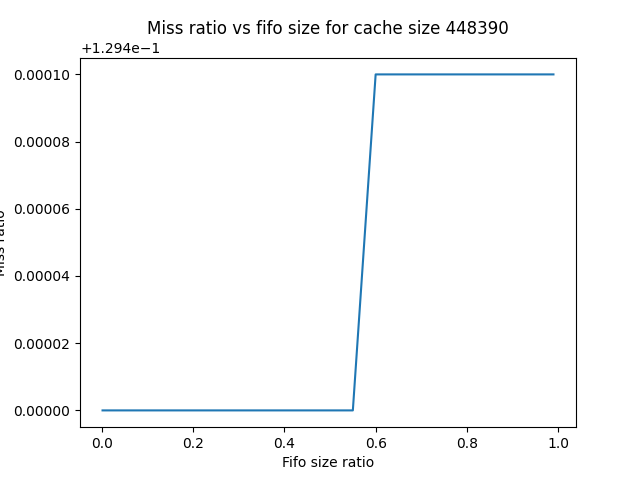 Miss ratio vs fifo size for cache size 448390
+1.294e−1
0.00010
0.00008
0.00006
0.00004
0.00002
0.00000
Miss ratio
0.0 0.2 0.4 0.6 0.8 1.0
Fifo size ratio